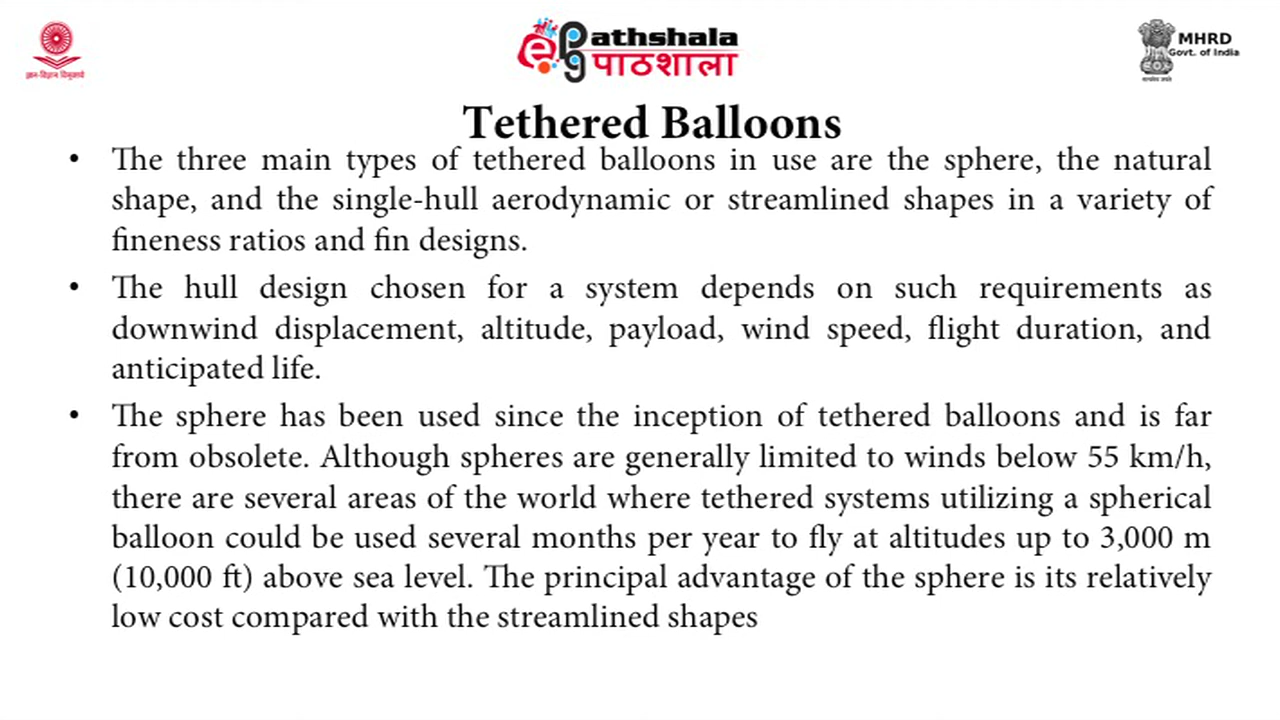 ज्ञान-विज्ञान विमुक्तये
ePG Pathshala
पाठशाला
MHRD
Govt. of India
सत्यमेव जयते
Tethered Balloons
• The three main types of tethered balloons in use are the sphere, the natural
shape, and the single-hull aerodynamic or streamlined shapes in a variety of
fineness ratios and fin designs.
• The hull design chosen for a system depends on such requirements as
downwind displacement, altitude, payload, wind speed, flight duration, and
anticipated life.
• The sphere has been used since the inception of tethered balloons and is far
from obsolete. Although spheres are generally limited to winds below 55 km/h,
there are several areas of the world where tethered systems utilizing a spherical
balloon could be used several months per year to fly at altitudes up to 3,000 m
(10,000 ft) above sea level. The principal advantage of the sphere is its relatively
low cost compared with the streamlined shapes